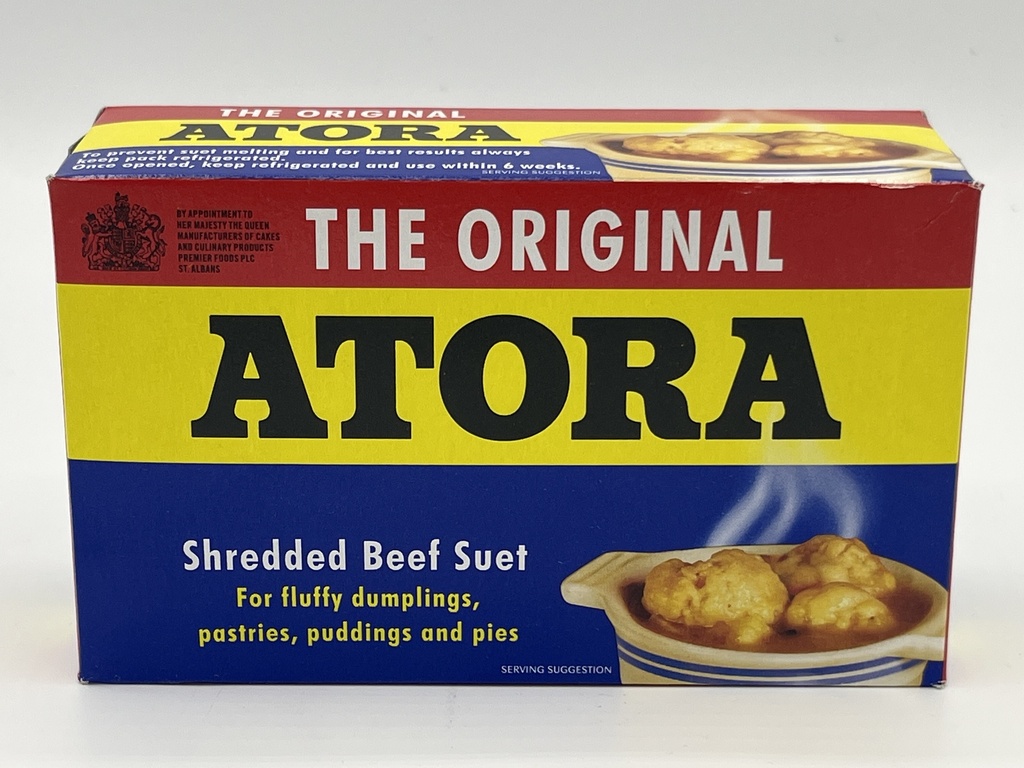 THE ORIGINAL
ATORA
To prevent suet melting and for best results always
keep pack refrigerated.
Once opened, keep refrigerated and use within 6 weeks.
SERVING SUGGESTION
BY APPOINTMENT TO
HER MAJESTY THE QUEEN
MANUFACTURERS OF CAKES
AND CULINARY PRODUCTS
PREMIER FOODS PLC
ST. ALBANS
THE ORIGINAL
ATORA
Shredded Beef Suet
For fluffy dumplings,
pastries, puddings and pies
SERVING SUGGESTION